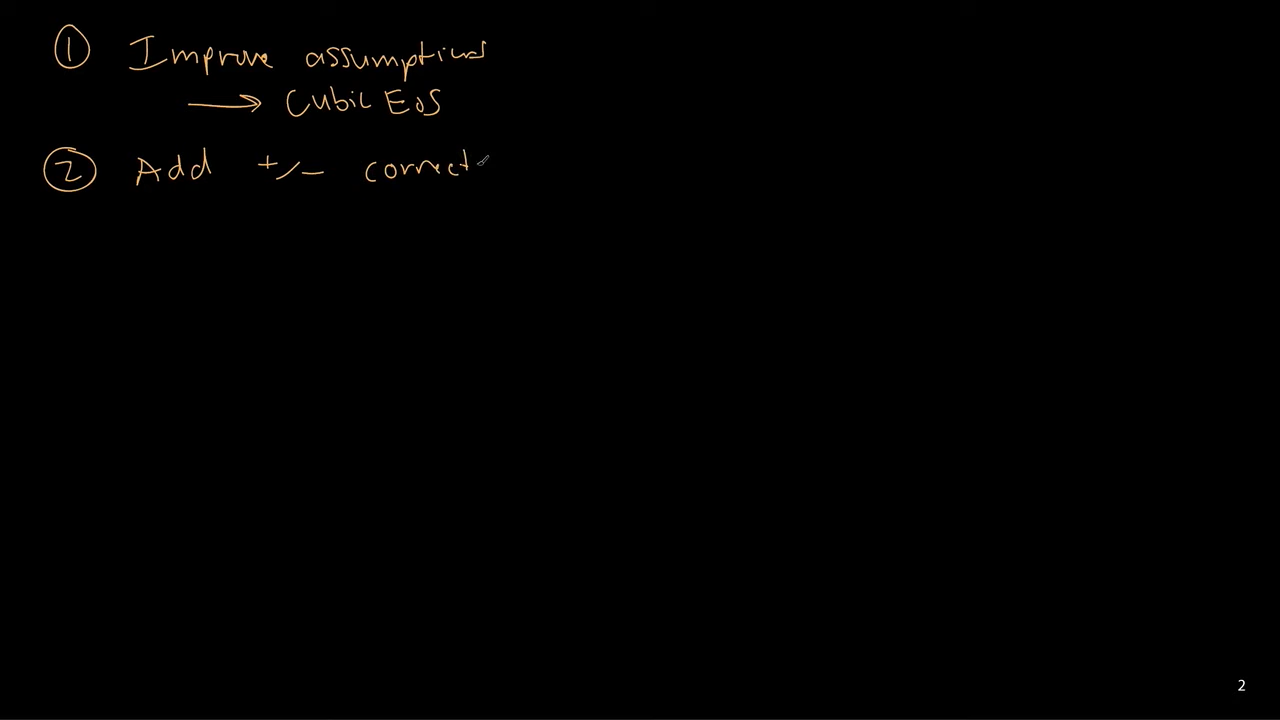 ① Improve assumptions
→ Cubic EoS
② Add +/- correct
2